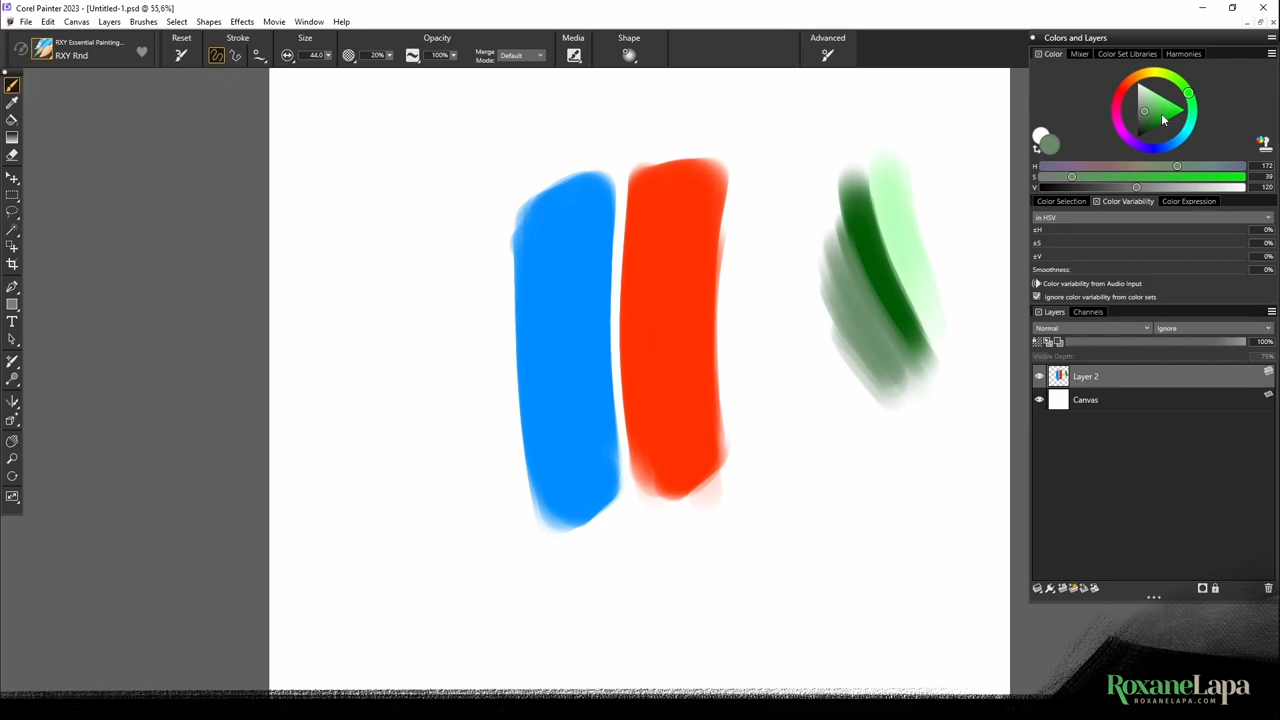 Corel Painter 2023 - [Untitled-1.psd @ 55,6%]
File Edit Canvas Layers Brushes Select Shapes Effects Movie Window Help
RXY Essential Painting...
RXY Rnd
Reset Stroke Size Opacity Media Shape Advanced
44.0 20% 100% Merge Mode: Default
Colors and Layers
Color Mixer Color Set Libraries Harmonies
H 172
S 39
V 120
Color Selection Color Variability Color Expression
in HSV
±H 0%
±S 0%
±V 0%
Smoothness: 0%
Color variability from Audio Input
Ignore color variability from color sets
Layers Channels
Normal Ignore
100%
Visible Depth: 75%
Layer 2
Canvas
RoxaneLapa
ROXANELAPA.COM